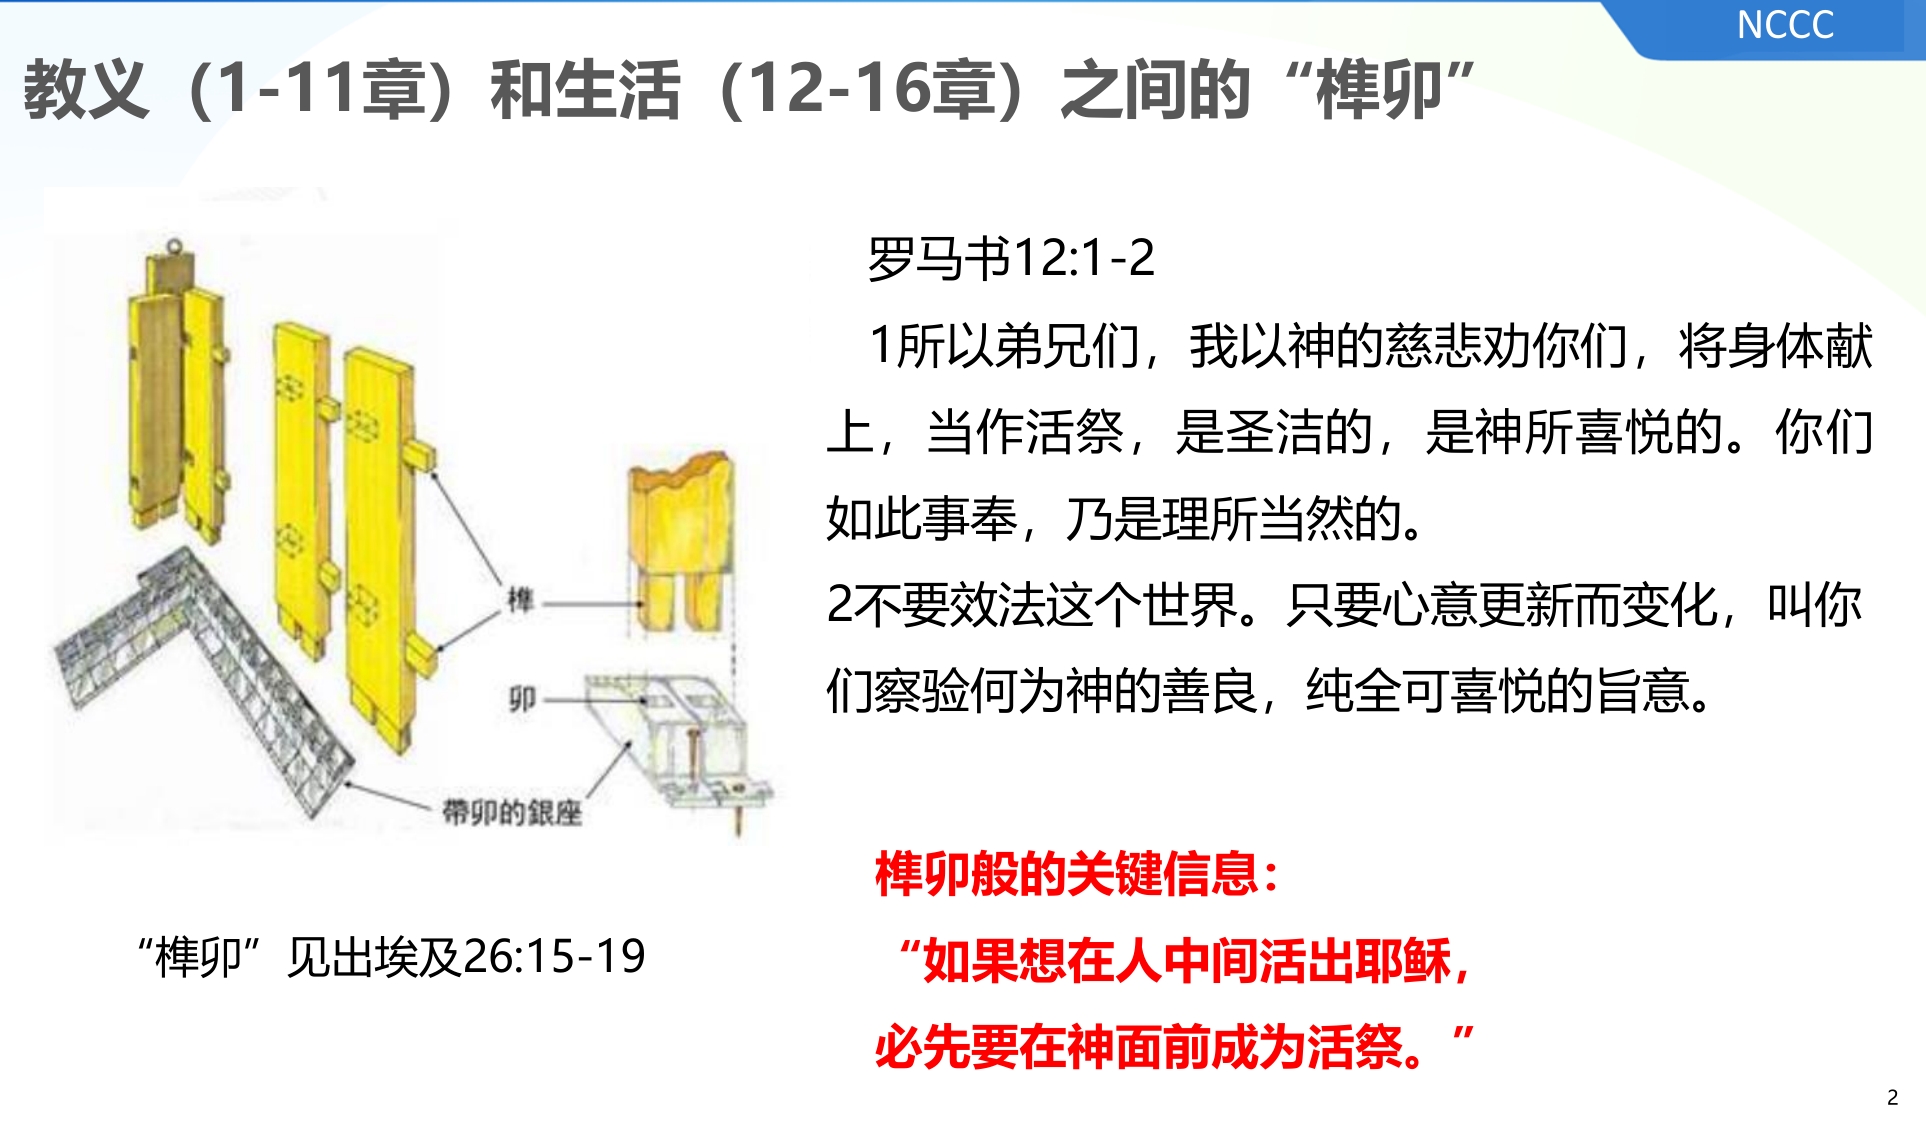 NCCC
教义（1-11章）和生活（12-16章）之间的“榫卯”
榫
卯
帶卯的銀座
“榫卯”见出埃及26:15-19
罗马书12:1-2
1所以弟兄们，我以神的慈悲劝你们，将身体献
上，当作活祭，是圣洁的，是神所喜悦的。你们
如此事奉，乃是理所当然的。
2不要效法这个世界。只要心意更新而变化，叫你
们察验何为神的善良，纯全可喜悦的旨意。
榫卯般的关键信息：
“如果想在人中间活出耶稣，
必先要在神面前成为活祭。”
2